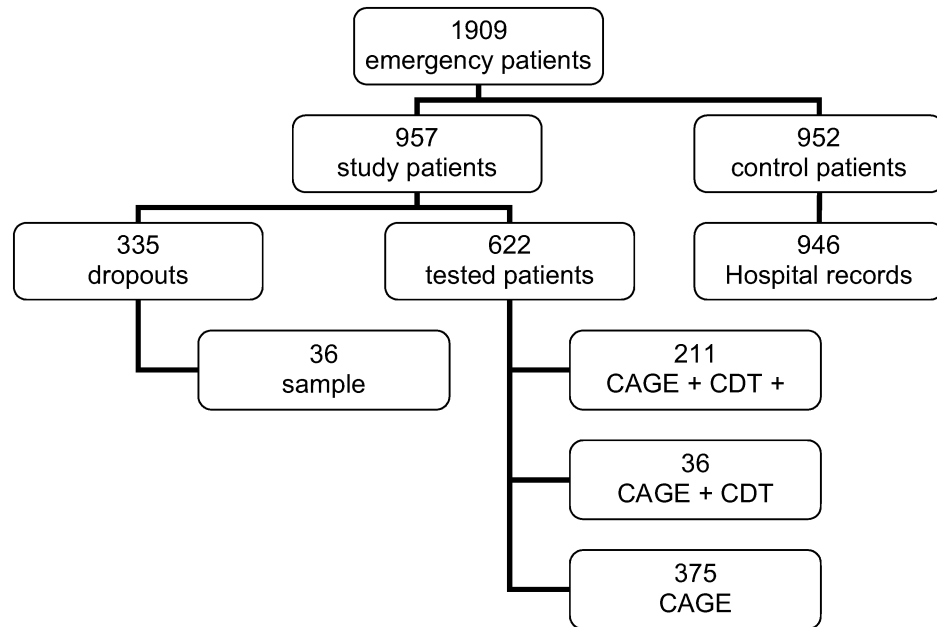 1909
emergency patients
957
study patients
952
control patients
335
dropouts
622
tested patients
946
Hospital records
36
sample
211
CAGE + CDT +
36
CAGE + CDT
375
CAGE